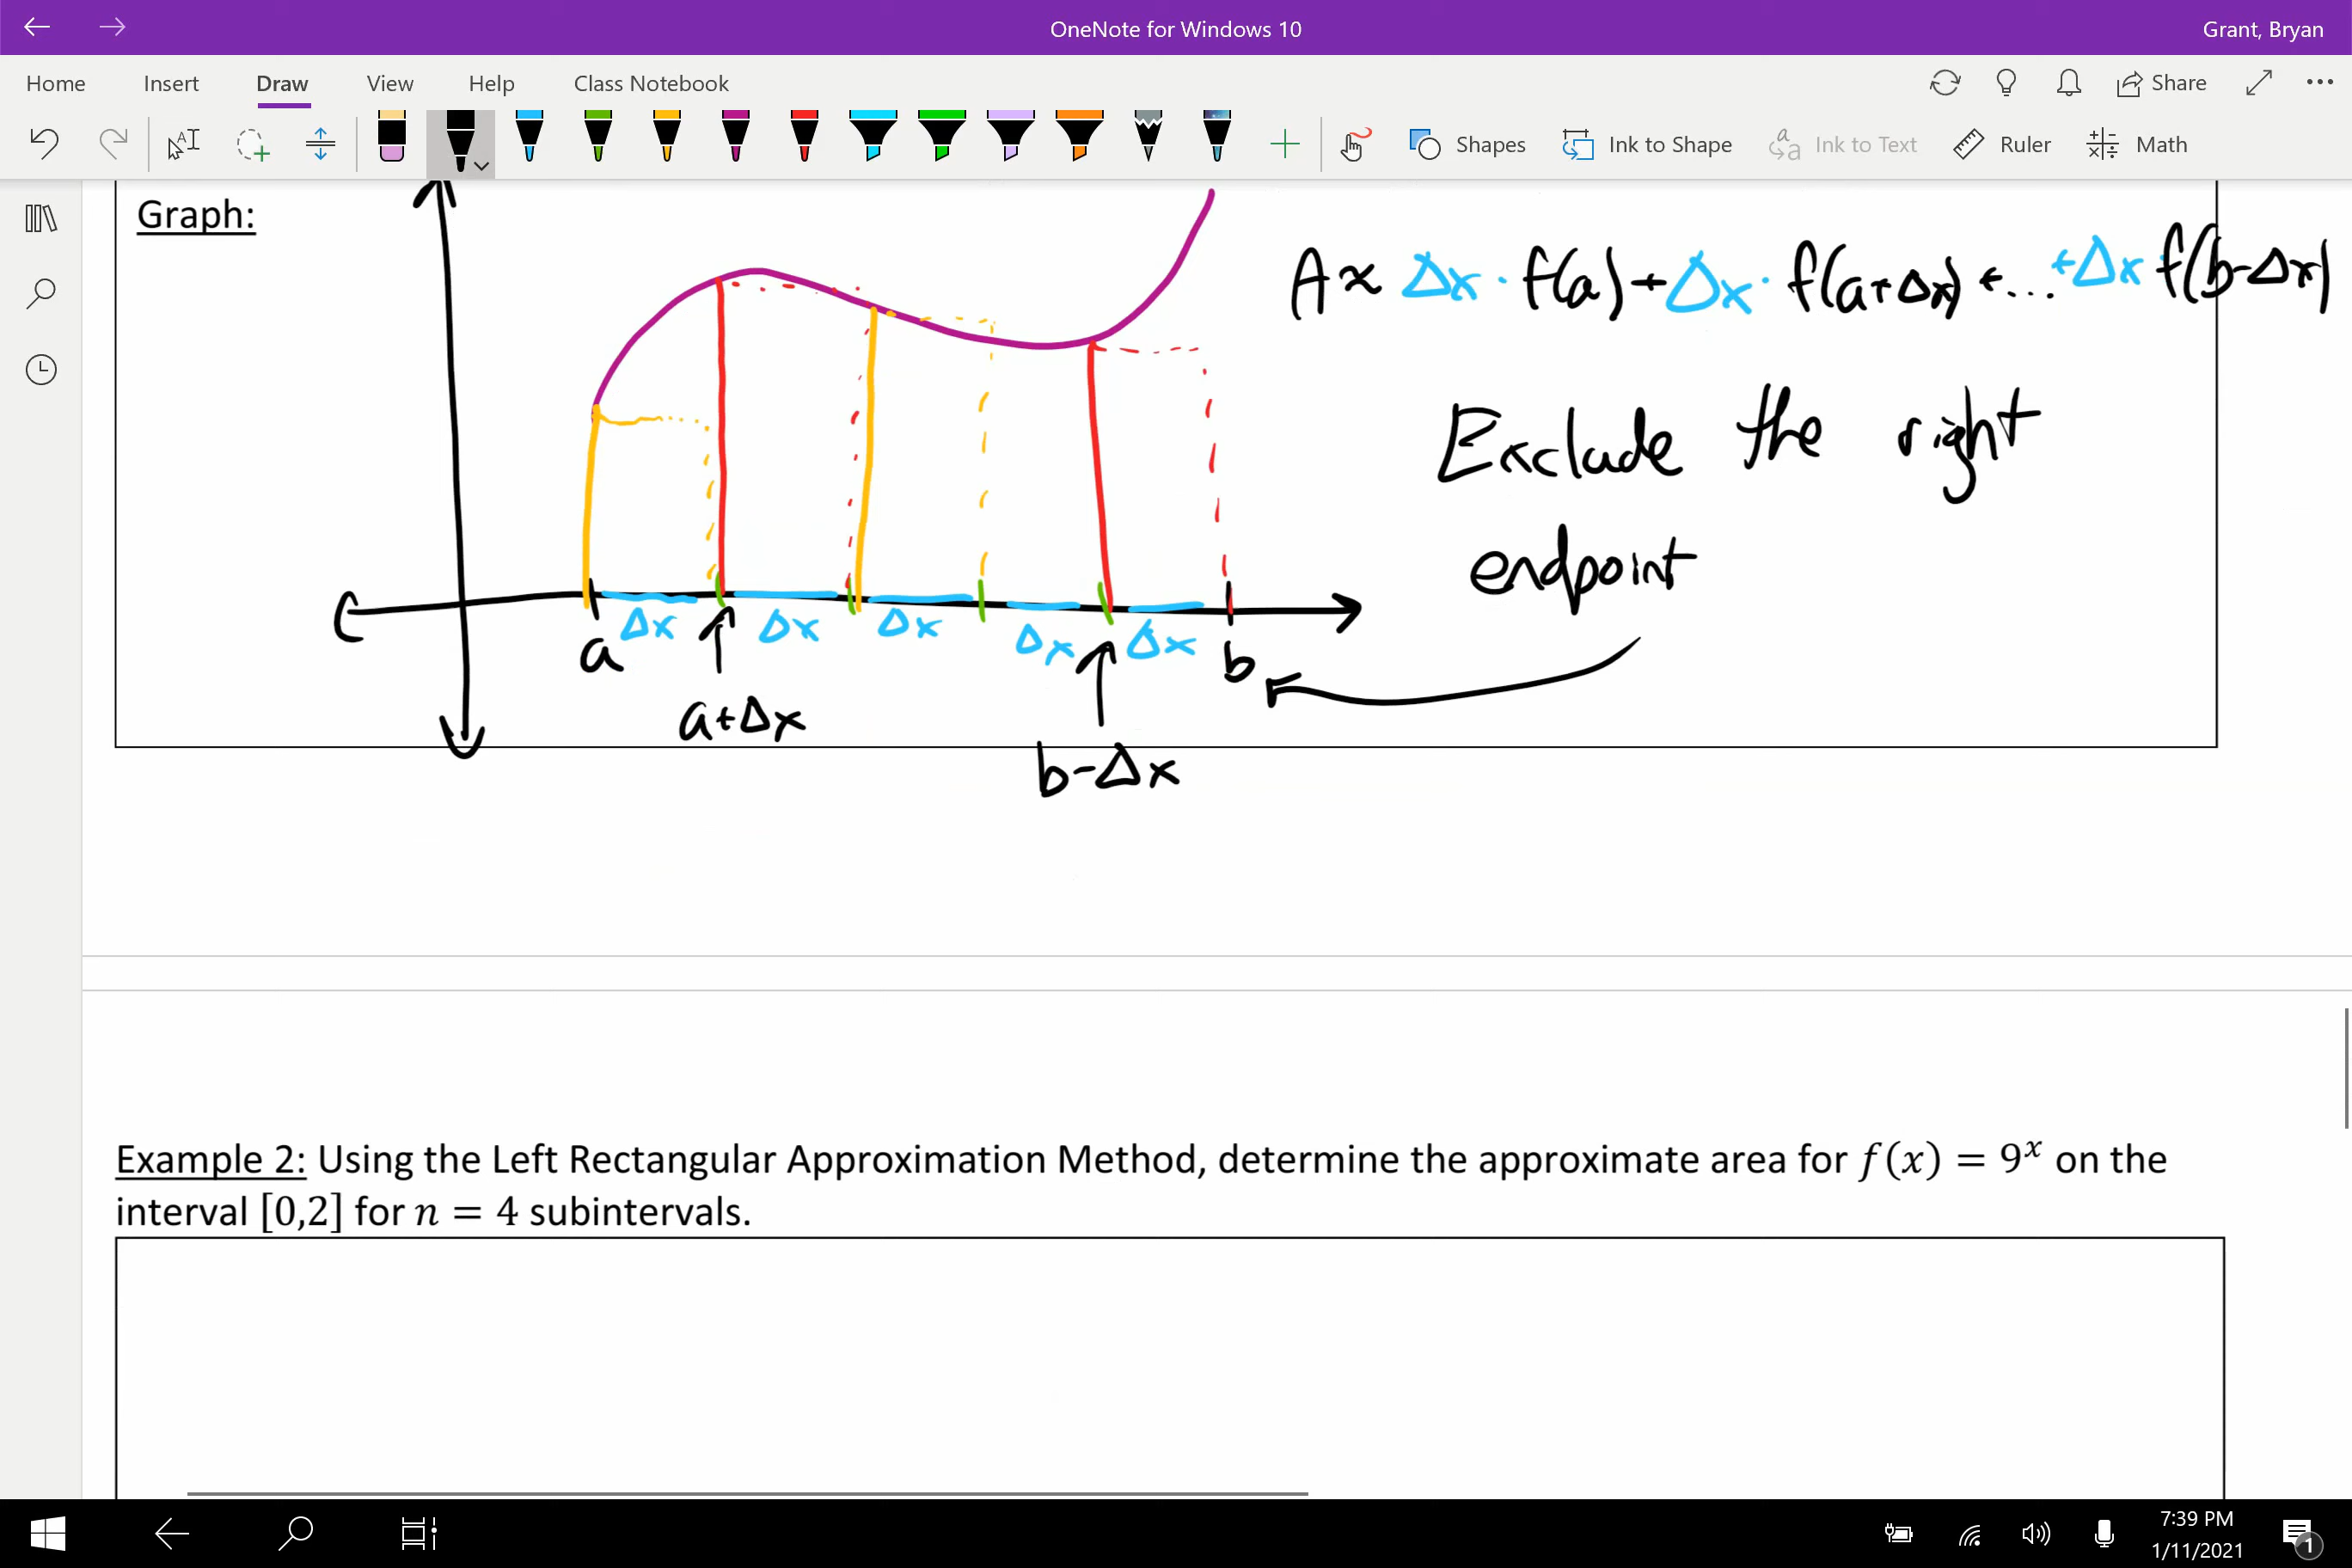 OneNote for Windows 10
Grant, Bryan
Home Insert Draw View Help Class Notebook Share
Shapes Ink to Shape Ink to Text Ruler Math
Graph:
A ≈ Δx · f(a) + Δx · f(a+Δx) + ... +Δx f(b-Δx)
Exclude the right
endpoint
Δx Δx Δx Δx Δx
a b
a+Δx
b-Δx
Example 2: Using the Left Rectangular Approximation Method, determine the approximate area for f(x) = 9ˣ on the
interval [0,2] for n = 4 subintervals.
7:39 PM
1/11/2021
1